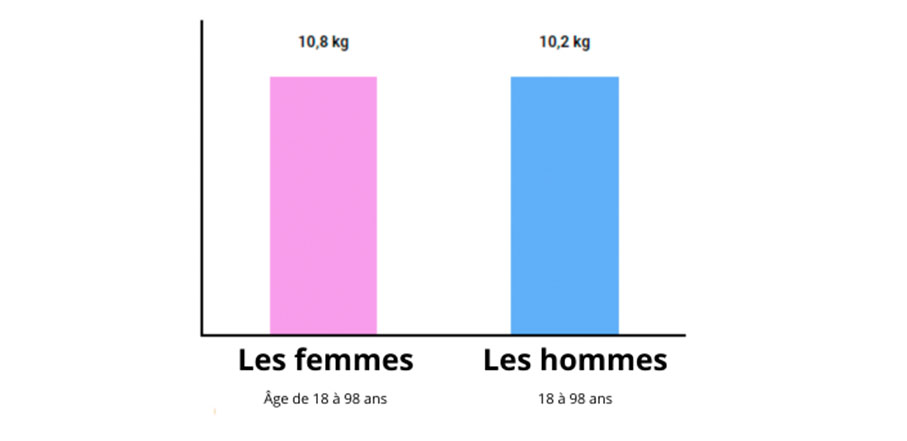 10,8 kg
10,2 kg
Les femmes
Les hommes
Âge de 18 à 98 ans
18 à 98 ans